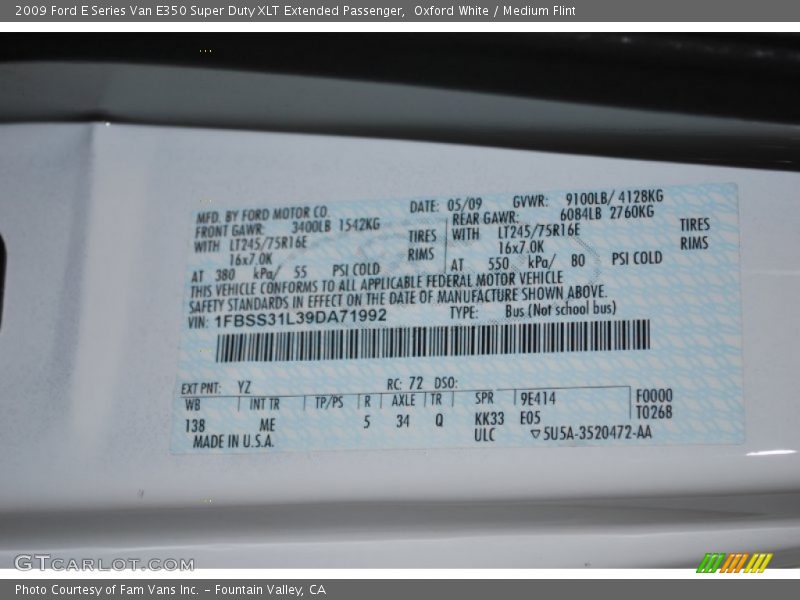 2009 Ford E Series Van E350 Super Duty XLT Extended Passenger, Oxford White / Medium Flint
MFD. BY FORD MOTOR CO. DATE: 05/09 GVWR: 9100LB/ 4128KG
FRONT GAWR: 3400LB 1542KG REAR GAWR: 6084LB 2760KG
WITH LT245/75R16E TIRES WITH LT245/75R16E TIRES
16x7.0K RIMS 16x7.0K RIMS
AT 380 kPa/ 55 PSI COLD AT 550 kPa/ 80 PSI COLD
THIS VEHICLE CONFORMS TO ALL APPLICABLE FEDERAL MOTOR VEHICLE
SAFETY STANDARDS IN EFFECT ON THE DATE OF MANUFACTURE SHOWN ABOVE.
VIN: 1FBSS31L39DA71992 TYPE: Bus (Not school bus)
EXT PNT: YZ RC: 72 DSO:
WB INT TR TP/PS R AXLE TR SPR 9E414 F0000
138 ME 5 34 Q KK33 E05 T0268
MADE IN U.S.A. ULC ▽5U5A-3520472-AA
GTCARLOT.COM
Photo Courtesy of Fam Vans Inc. – Fountain Valley, CA